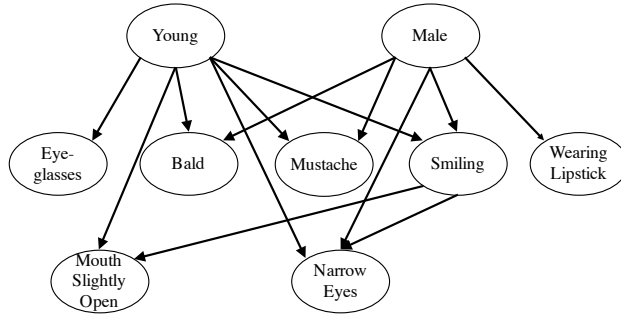 Young
Male
Eye-
glasses
Bald
Mustache
Smiling
Wearing
Lipstick
Mouth
Slightly
Open
Narrow
Eyes